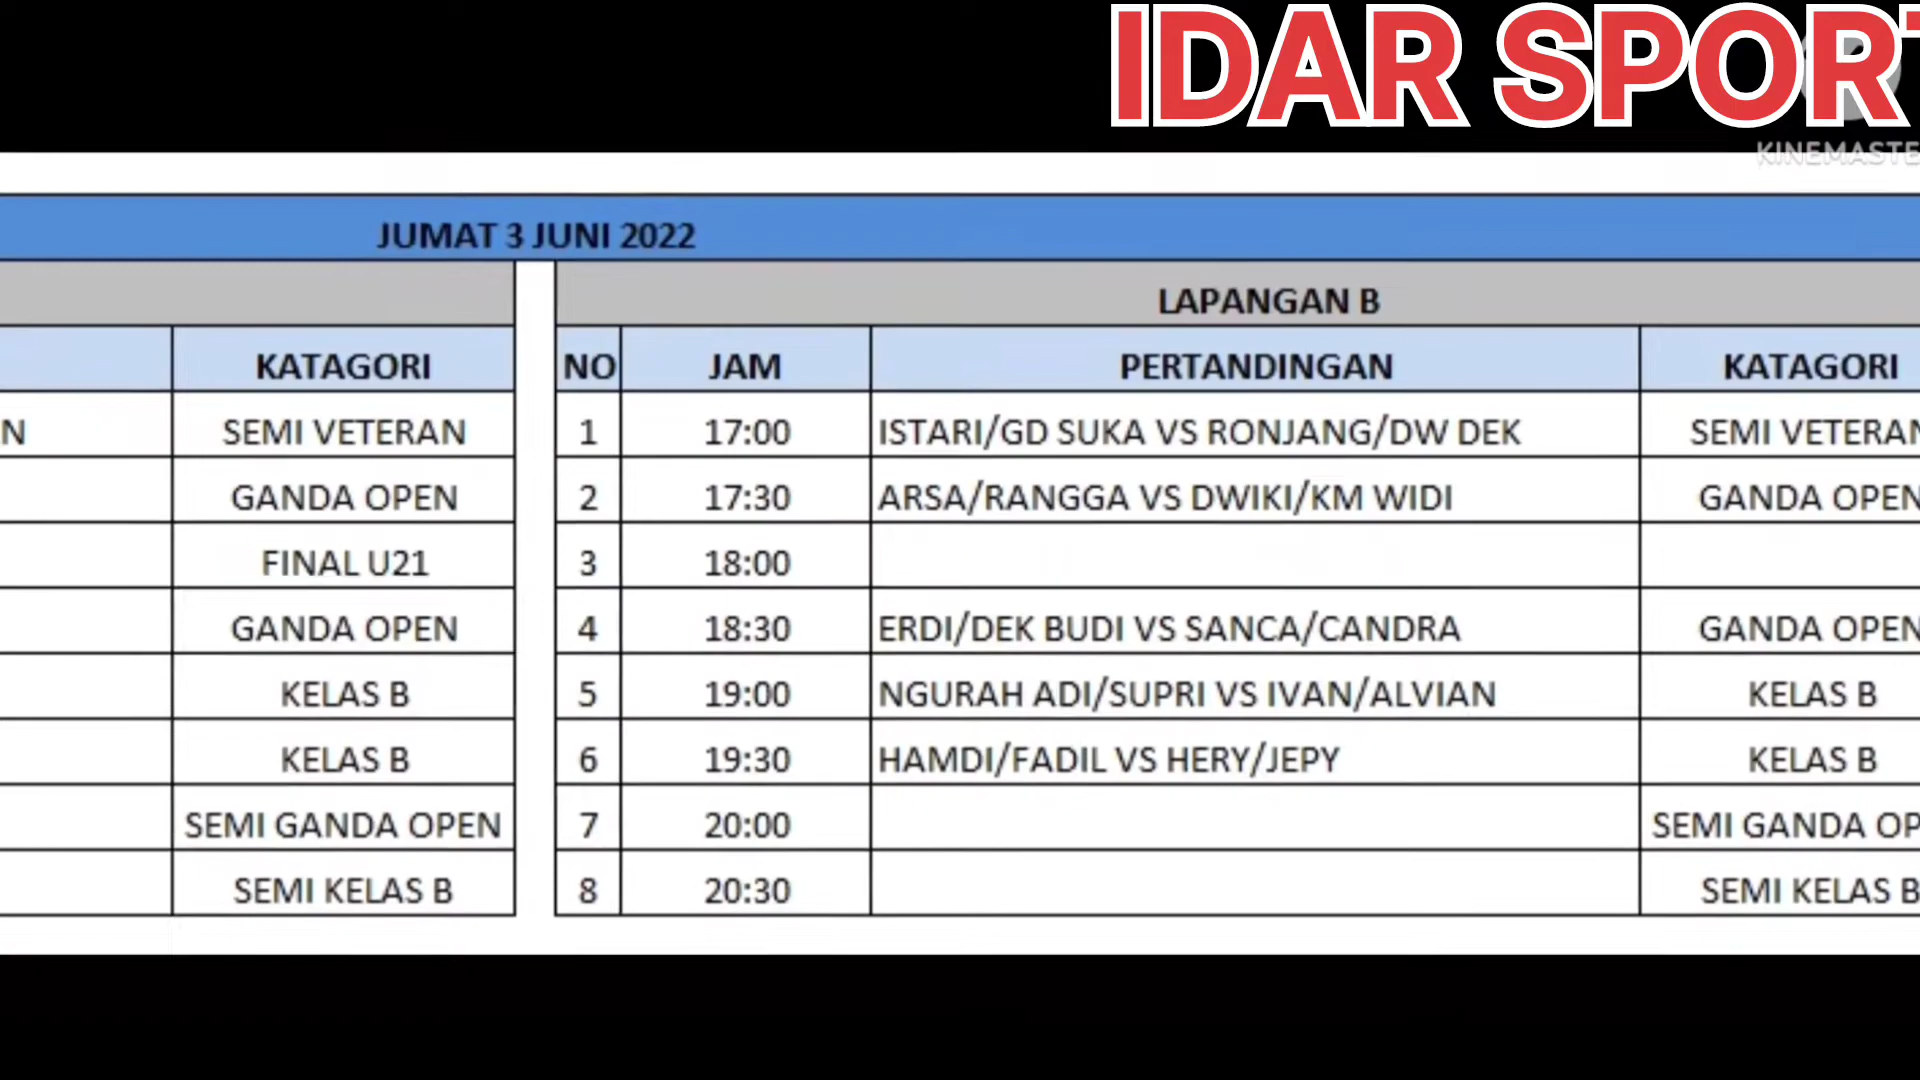 IDAR SPORT
KINEMASTE
JUMAT 3 JUNI 2022
LAPANGAN B
KATAGORI NO JAM PERTANDINGAN KATAGORI
N SEMI VETERAN 1 17:00 ISTARI/GD SUKA VS RONJANG/DW DEK SEMI VETERAN
GANDA OPEN 2 17:30 ARSA/RANGGA VS DWIKI/KM WIDI GANDA OPEN
FINAL U21 3 18:00
GANDA OPEN 4 18:30 ERDI/DEK BUDI VS SANCA/CANDRA GANDA OPEN
KELAS B 5 19:00 NGURAH ADI/SUPRI VS IVAN/ALVIAN KELAS B
KELAS B 6 19:30 HAMDI/FADIL VS HERY/JEPY KELAS B
SEMI GANDA OPEN 7 20:00 SEMI GANDA OP
SEMI KELAS B 8 20:30 SEMI KELAS B